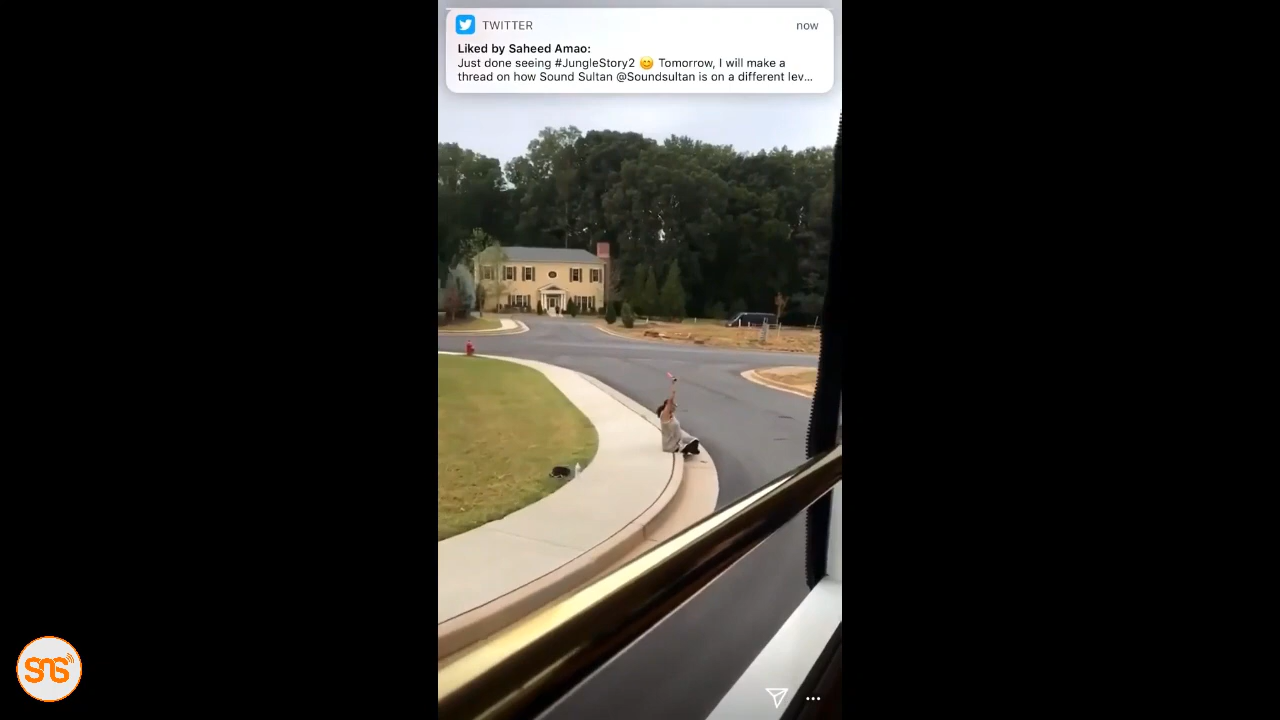 TWITTER now
Liked by Saheed Amao:
Just done seeing #JungleStory2 😊 Tomorrow, I will make a
thread on how Sound Sultan @Soundsultan is on a different lev...
SNG